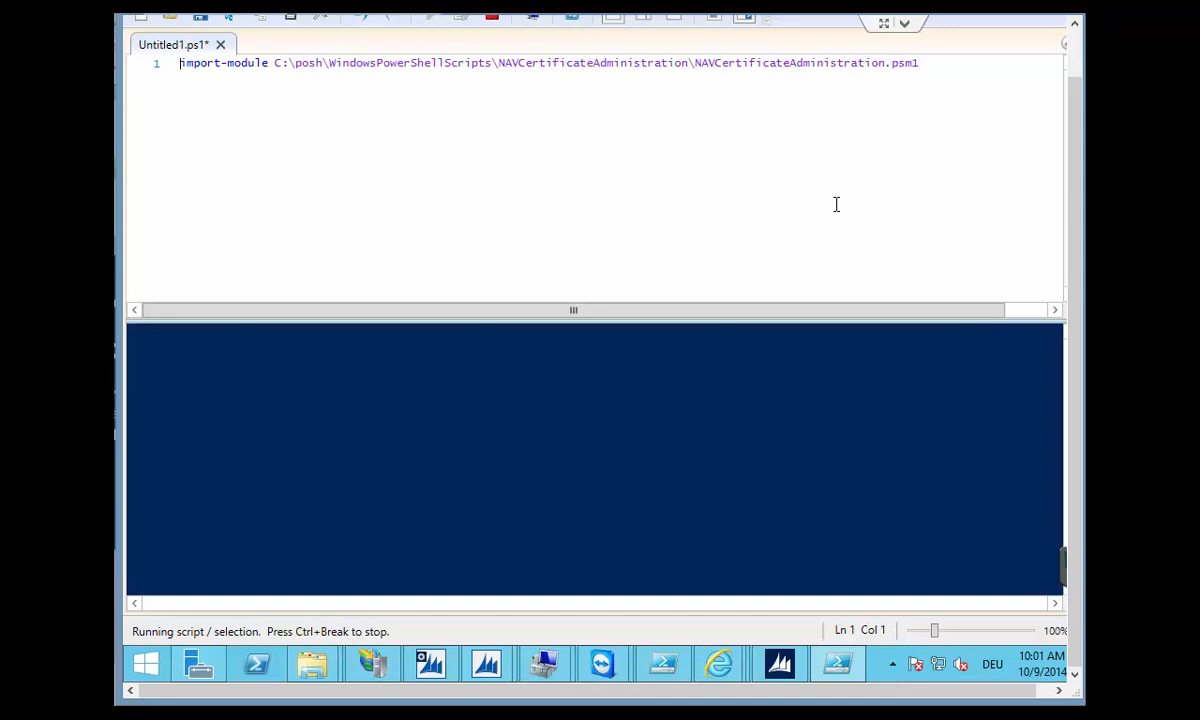 Untitled1.ps1*
1 import-module C:\posh\WindowsPowerShellScripts\NAVCertificateAdministration\NAVCertificateAdministration.psm1
Running script / selection. Press Ctrl+Break to stop.
Ln 1 Col 1
100%
DEU
10:01 AM
10/9/2014